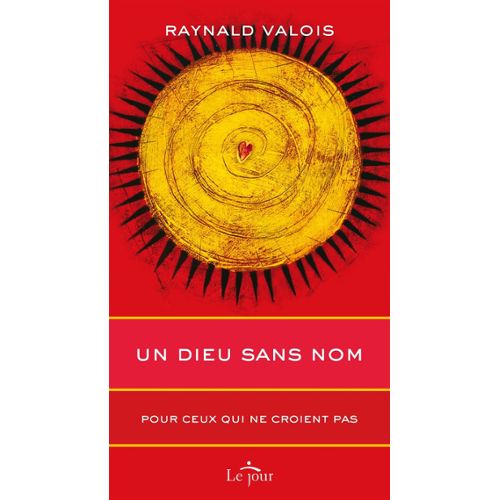 RAYNALD VALOIS
UN DIEU SANS NOM
POUR CEUX QUI NE CROIENT PAS
Le jour